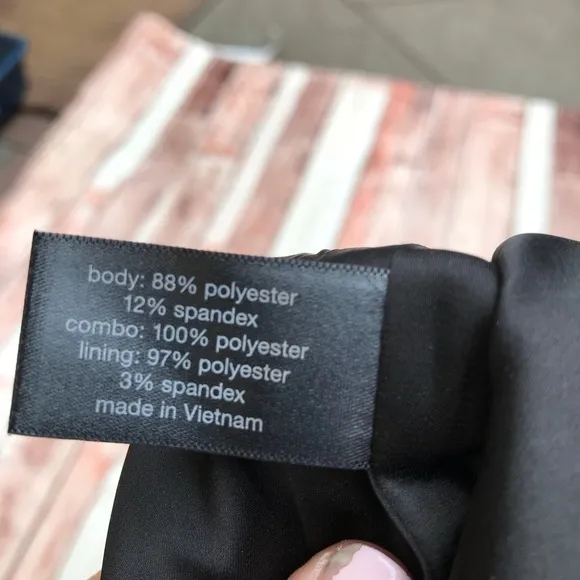 body: 88% polyester
12% spandex
combo: 100% polyester
lining: 97% polyester
3% spandex
made in Vietnam